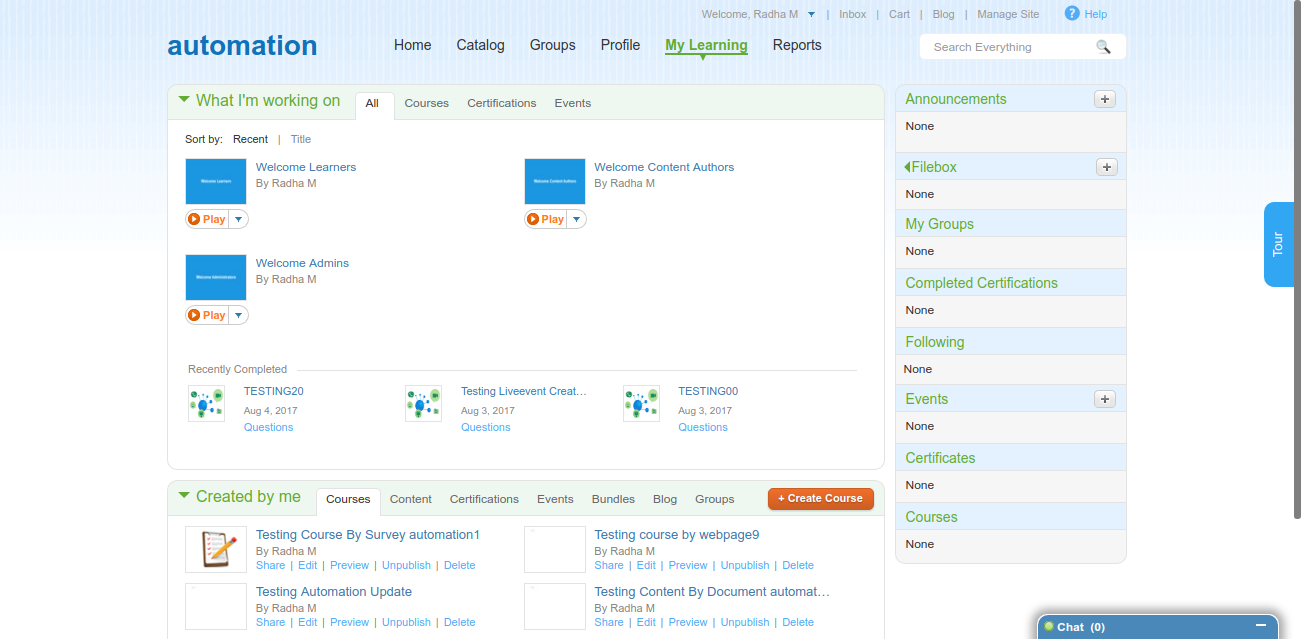 Welcome, Radha M | Inbox | Cart | Blog | Manage Site ? Help
automation
Home Catalog Groups Profile My Learning Reports
Search Everything
What I'm working on All Courses Certifications Events
Sort by: Recent | Title
Welcome Learners
Welcome Learners
By Radha M
Play
Welcome Content Authors
Welcome Content Authors
By Radha M
Play
Welcome Administrators
Welcome Admins
By Radha M
Play
Recently Completed
TESTING20
Aug 4, 2017
Questions
Testing Liveevent Creat...
Aug 3, 2017
Questions
TESTING00
Aug 3, 2017
Questions
Created by me Courses Content Certifications Events Bundles Blog Groups + Create Course
Testing Course By Survey automation1
By Radha M
Share | Edit | Preview | Unpublish | Delete
Testing course by webpage9
By Radha M
Share | Edit | Preview | Unpublish | Delete
Testing Automation Update
By Radha M
Share | Edit | Preview | Unpublish | Delete
Testing Content By Document automat...
By Radha M
Share | Edit | Preview | Unpublish | Delete
Announcements +
None
Filebox +
None
My Groups
None
Completed Certifications
None
Following
None
Events +
None
Certificates
None
Courses
None
Tour
Chat (0)